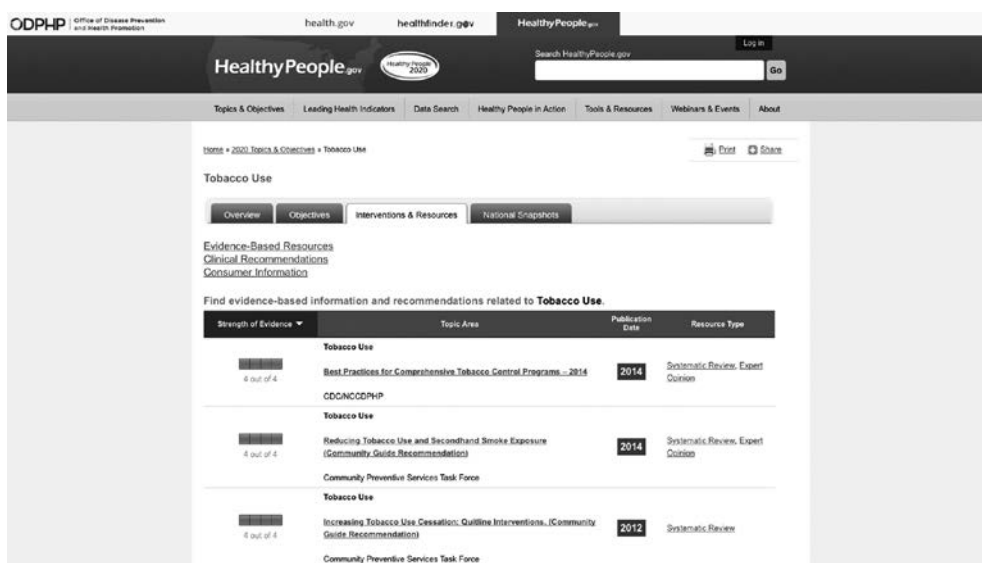 ODPHP Office of Disease Prevention
and Health Promotion
health.gov healthfinder.gov HealthyPeople.gov
Log in
HealthyPeople.gov Healthy People
2020
Search HealthyPeople.gov
Go
Topics & Objectives Leading Health Indicators Data Search Healthy People in Action Tools & Resources Webinars & Events About
Home » 2020 Topics & Objectives » Tobacco Use Print Share
Tobacco Use
Overview Objectives Interventions & Resources National Snapshots
Evidence-Based Resources
Clinical Recommendations
Consumer Information
Find evidence-based information and recommendations related to Tobacco Use.
Strength of Evidence Topic Area Publication
Date Resource Type
Tobacco Use
Best Practices for Comprehensive Tobacco Control Programs – 2014
CDC/NCCDPHP
4 out of 4
2014
Systematic Review, Expert
Opinion
Tobacco Use
Reducing Tobacco Use and Secondhand Smoke Exposure
(Community Guide Recommendation)
Community Preventive Services Task Force
4 out of 4
2014
Systematic Review, Expert
Opinion
Tobacco Use
Increasing Tobacco Use Cessation: Quitline Interventions. (Community
Guide Recommendation)
Community Preventive Services Task Force
4 out of 4
2012
Systematic Review